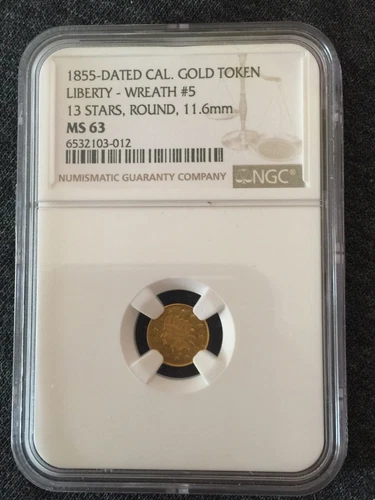 1855-DATED CAL. GOLD TOKEN
LIBERTY - WREATH #5
13 STARS, ROUND, 11.6mm
MS 63
6532103-012
NUMISMATIC GUARANTY COMPANY
NGC